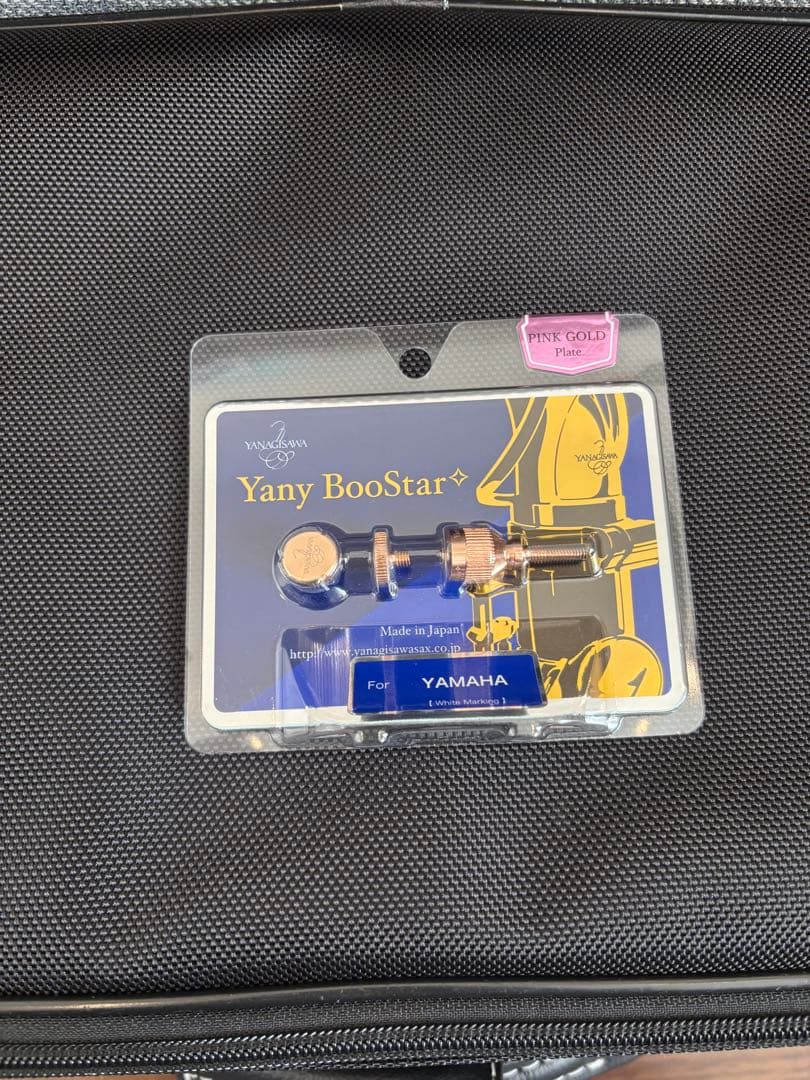 PINK GOLD
Plate
YANAGISAWA
YANAGISAWA
Yany BooStar
YANAGISAWA
Made in Japan
http://www.yanagisawasax.co.jp
For YAMAHA
[ White Marking ]